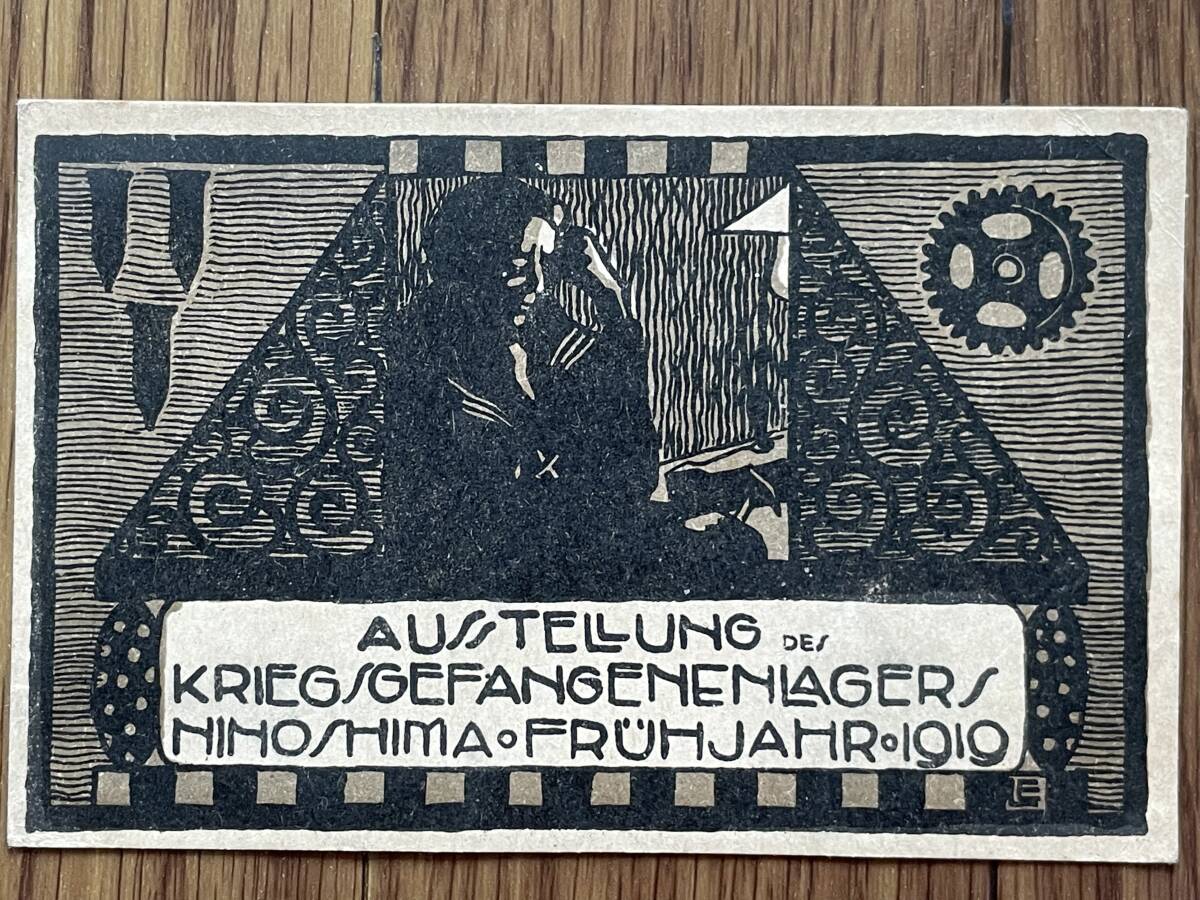 AUSSTELLUNG DES
KRIEGSGEFANGENENLAGERS
NINOSHIMA∘FRÜHJAHR∘1919